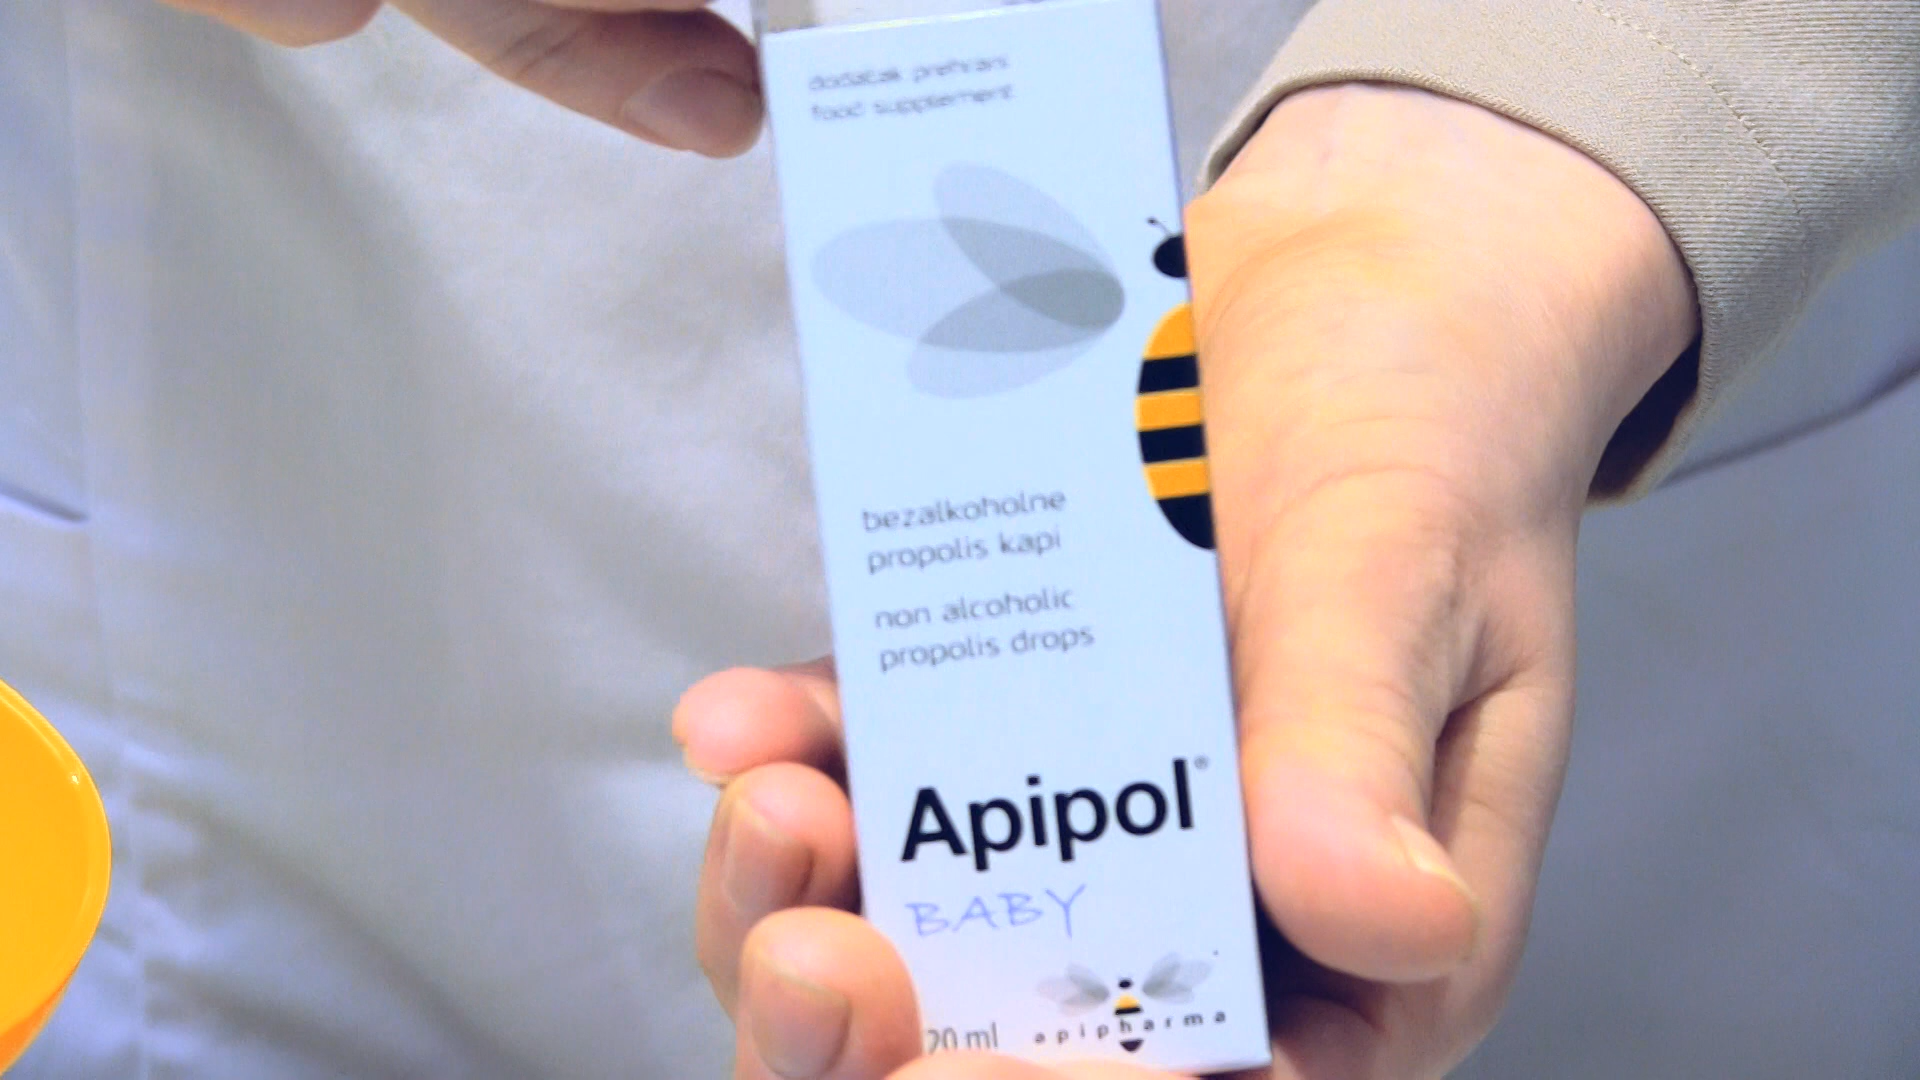 dodatak prehrani
food supplement
bezalkoholne
propolis kapi
non alcoholic
propolis drops
Apipol®
BABY
20 ml
apipharma